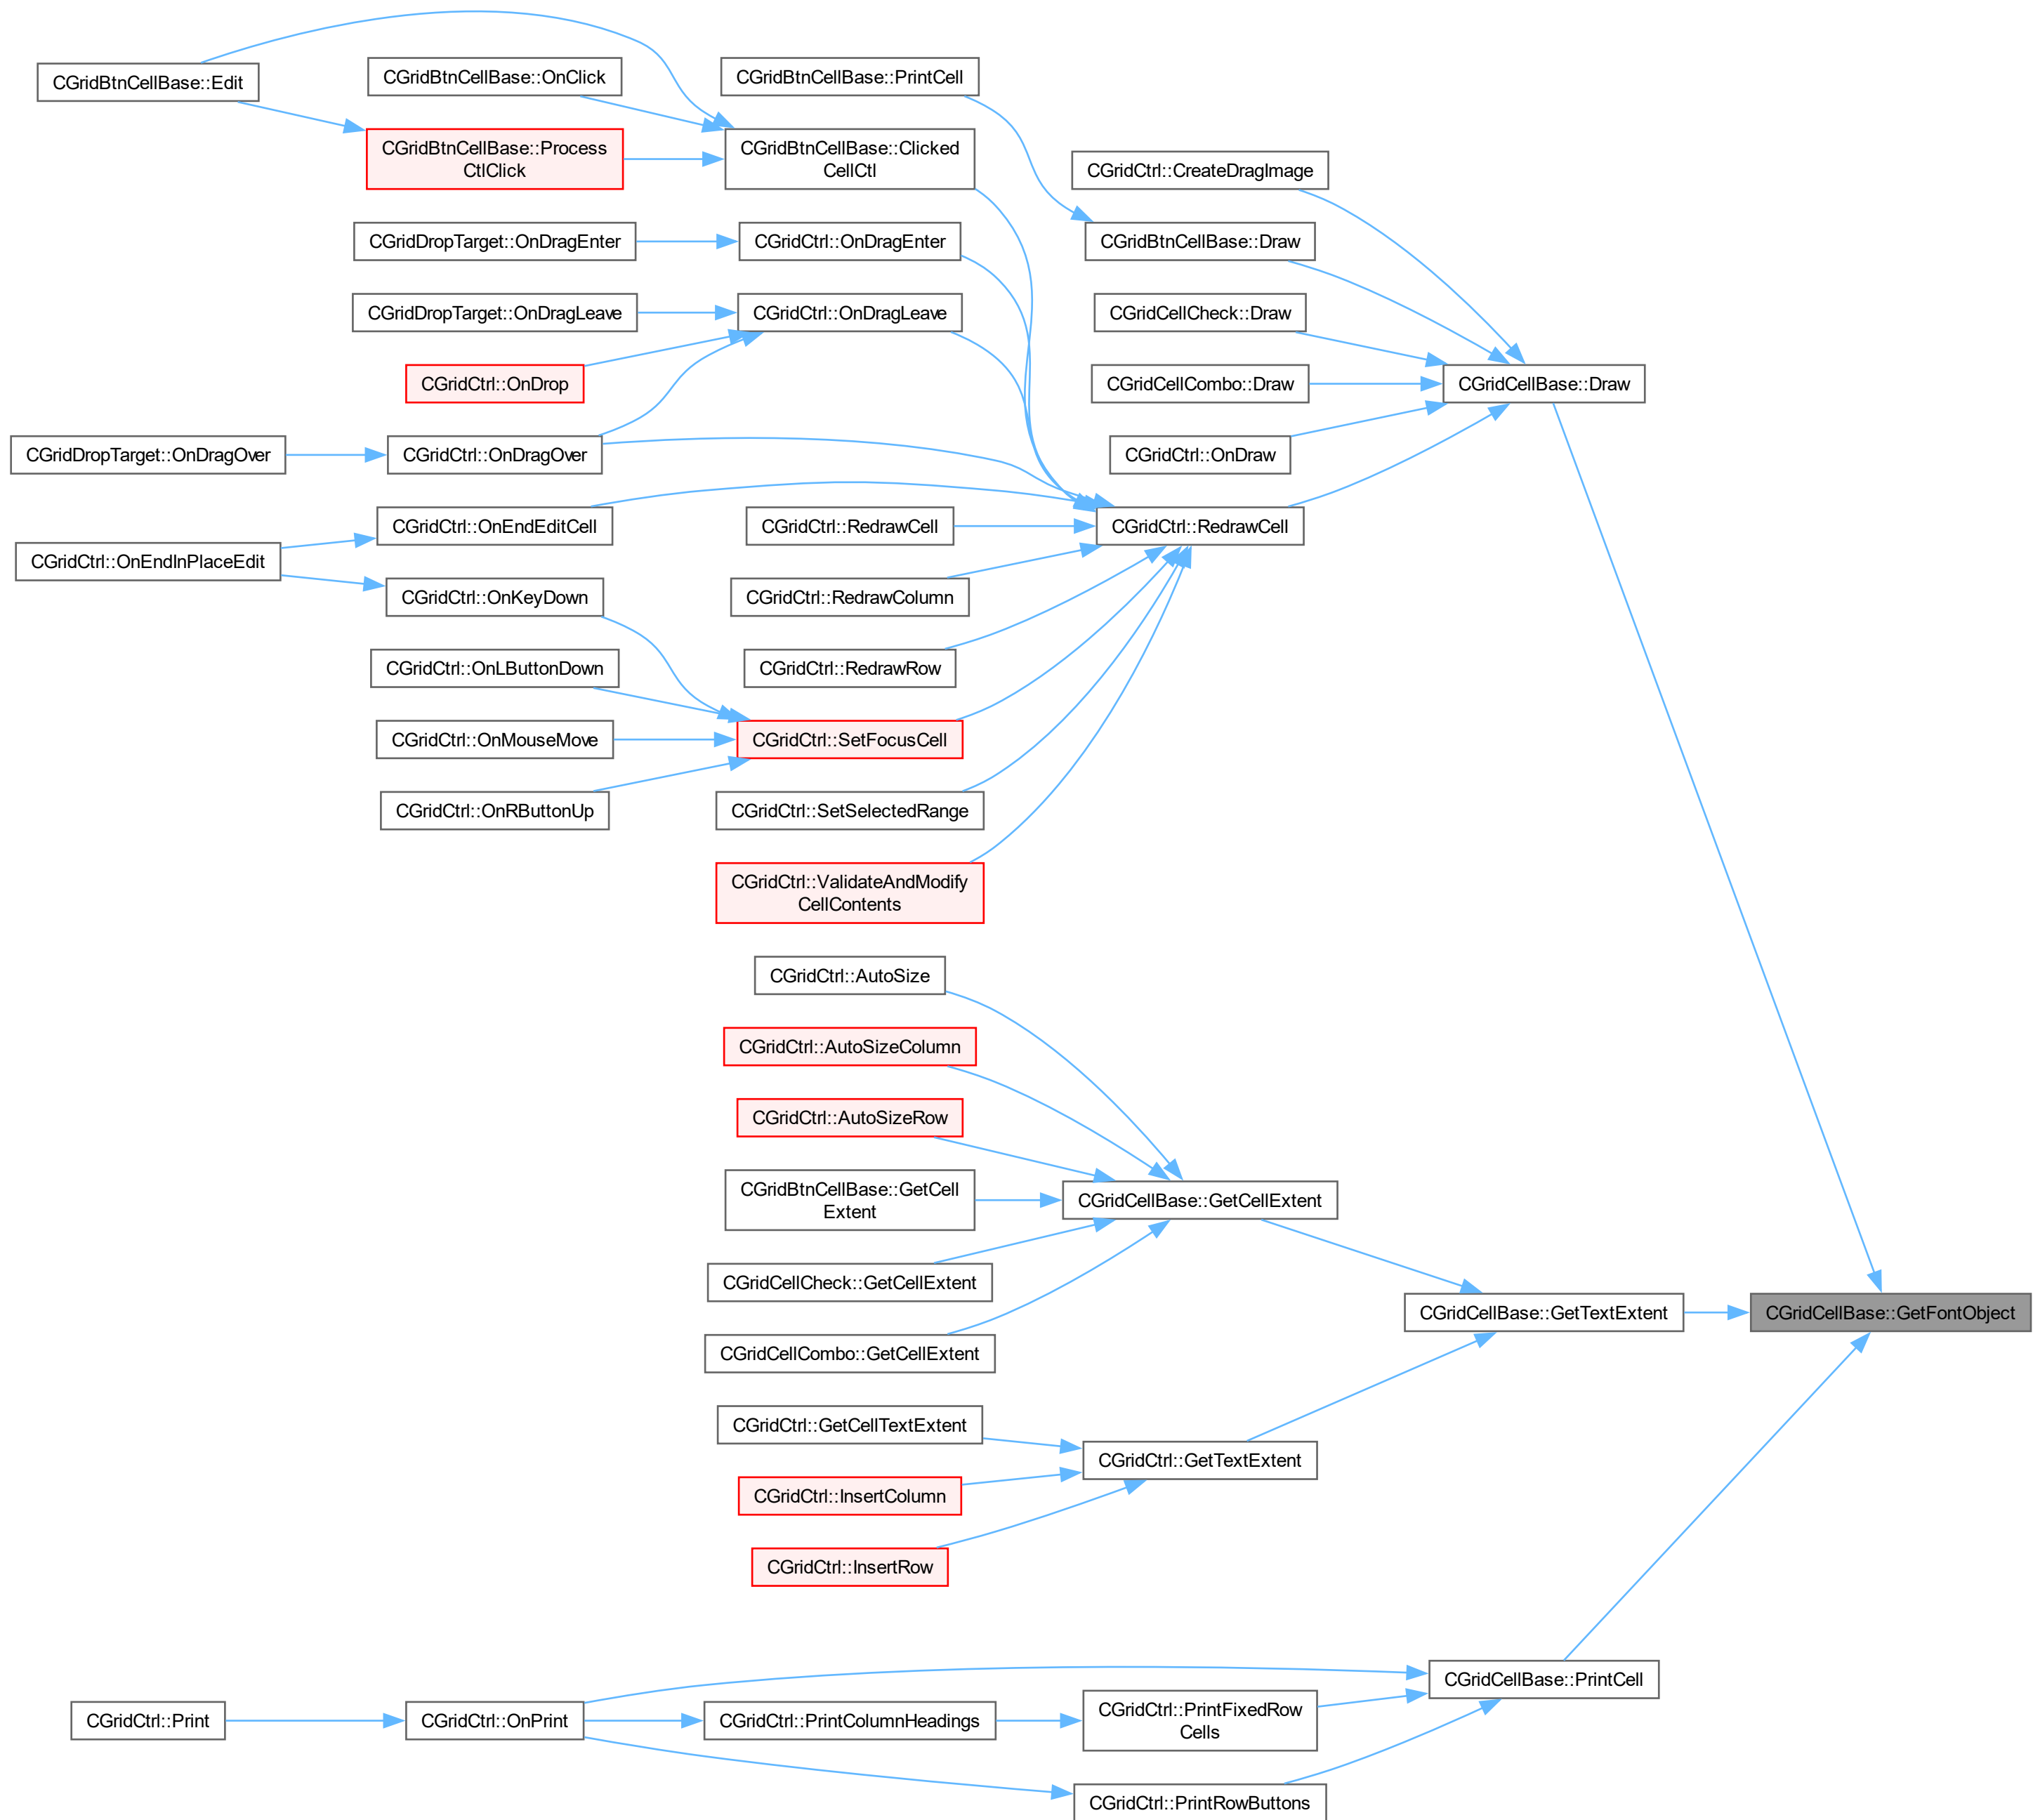 CGridBtnCellBase::Edit
CGridBtnCellBase::OnClick
CGridBtnCellBase::PrintCell
CGridBtnCellBase::Process
CtlClick
CGridBtnCellBase::Clicked
CellCtl
CGridCtrl::CreateDragImage
CGridDropTarget::OnDragEnter
CGridCtrl::OnDragEnter
CGridBtnCellBase::Draw
CGridDropTarget::OnDragLeave
CGridCtrl::OnDragLeave
CGridCellCheck::Draw
CGridCtrl::OnDrop
CGridCellCombo::Draw
CGridCellBase::Draw
CGridDropTarget::OnDragOver
CGridCtrl::OnDragOver
CGridCtrl::OnDraw
CGridCtrl::OnEndEditCell
CGridCtrl::RedrawCell
CGridCtrl::RedrawCell
CGridCtrl::OnEndInPlaceEdit
CGridCtrl::OnKeyDown
CGridCtrl::RedrawColumn
CGridCtrl::OnLButtonDown
CGridCtrl::RedrawRow
CGridCtrl::OnMouseMove
CGridCtrl::SetFocusCell
CGridCtrl::OnRButtonUp
CGridCtrl::SetSelectedRange
CGridCtrl::ValidateAndModify
CellContents
CGridCtrl::AutoSize
CGridCtrl::AutoSizeColumn
CGridCtrl::AutoSizeRow
CGridBtnCellBase::GetCell
Extent
CGridCellBase::GetCellExtent
CGridCellCheck::GetCellExtent
CGridCellBase::GetTextExtent
CGridCellBase::GetFontObject
CGridCellCombo::GetCellExtent
CGridCtrl::GetCellTextExtent
CGridCtrl::GetTextExtent
CGridCtrl::InsertColumn
CGridCtrl::InsertRow
CGridCellBase::PrintCell
CGridCtrl::Print
CGridCtrl::OnPrint
CGridCtrl::PrintColumnHeadings
CGridCtrl::PrintFixedRow
Cells
CGridCtrl::PrintRowButtons